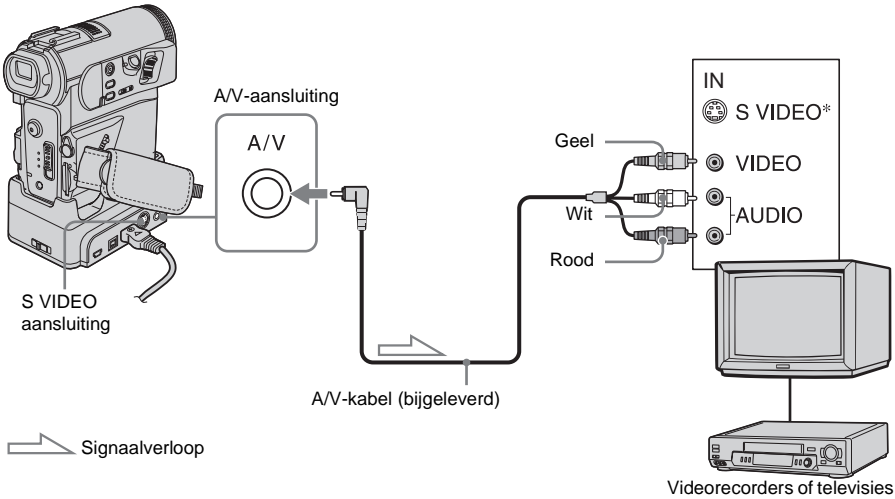 A/V-aansluiting
A/V
IN
S VIDEO*
Geel
VIDEO
Wit
AUDIO
Rood
S VIDEO
aansluiting
A/V-kabel (bijgeleverd)
Signaalverloop
Videorecorders of televisies